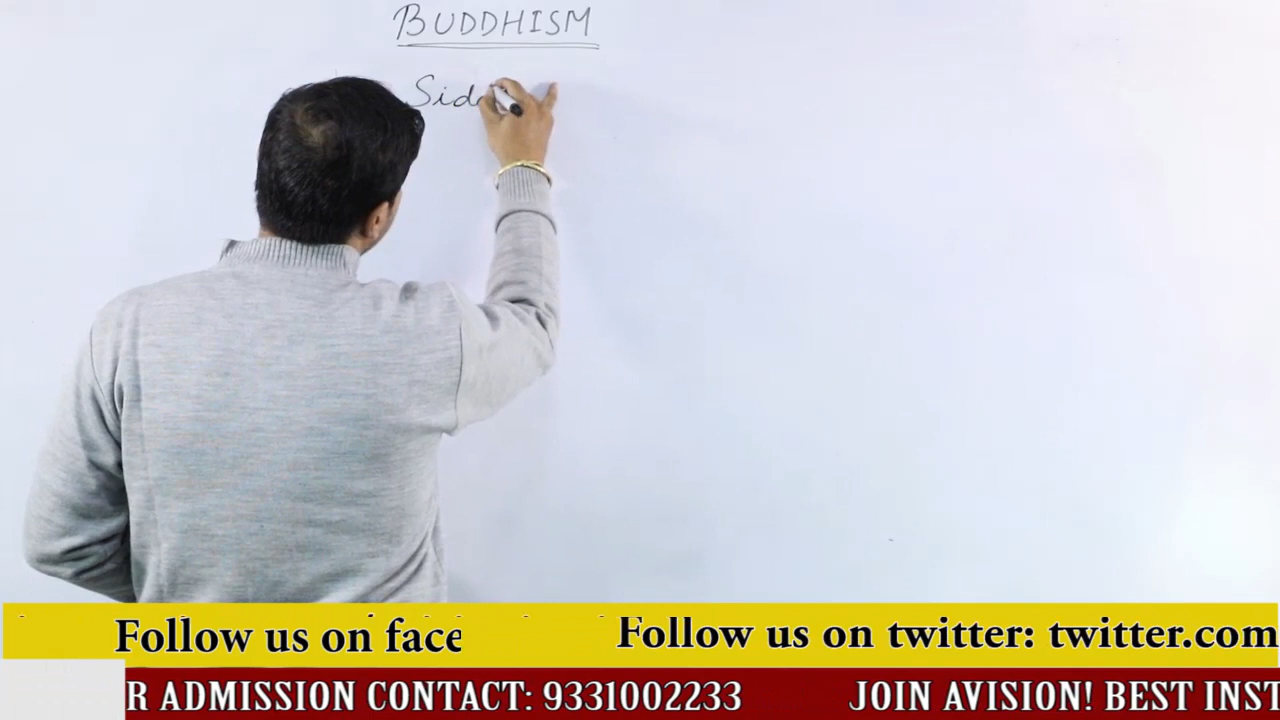 BUDDHISM
Sid
Follow us on face Follow us on twitter: twitter.com
R ADMISSION CONTACT: 9331002233 JOIN AVISION! BEST INST